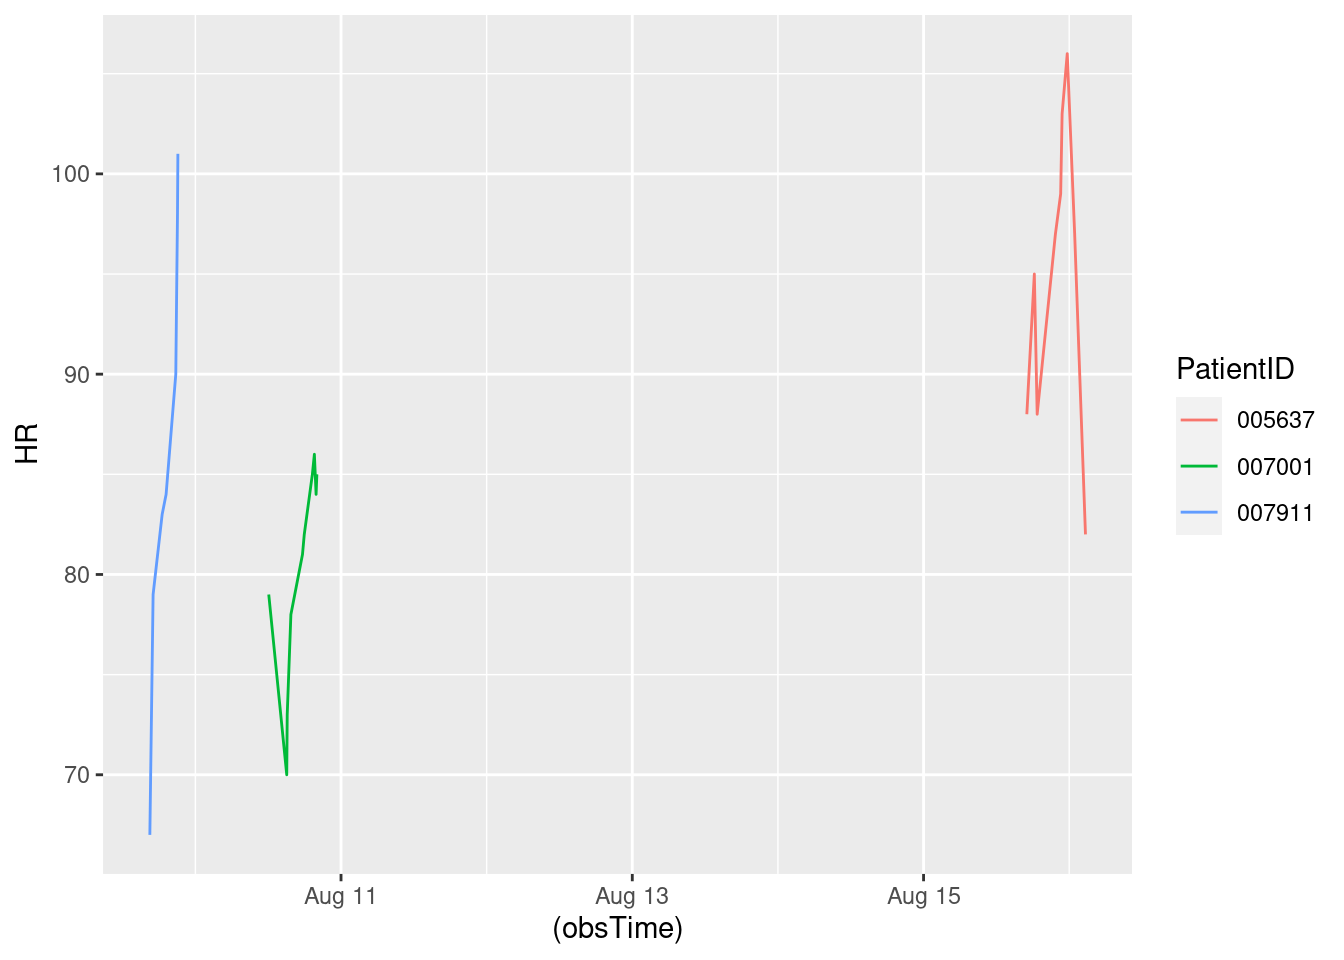 100
90
80
70
HR
Aug 11
Aug 13
Aug 15
(obsTime)
PatientID
005637
007001
007911